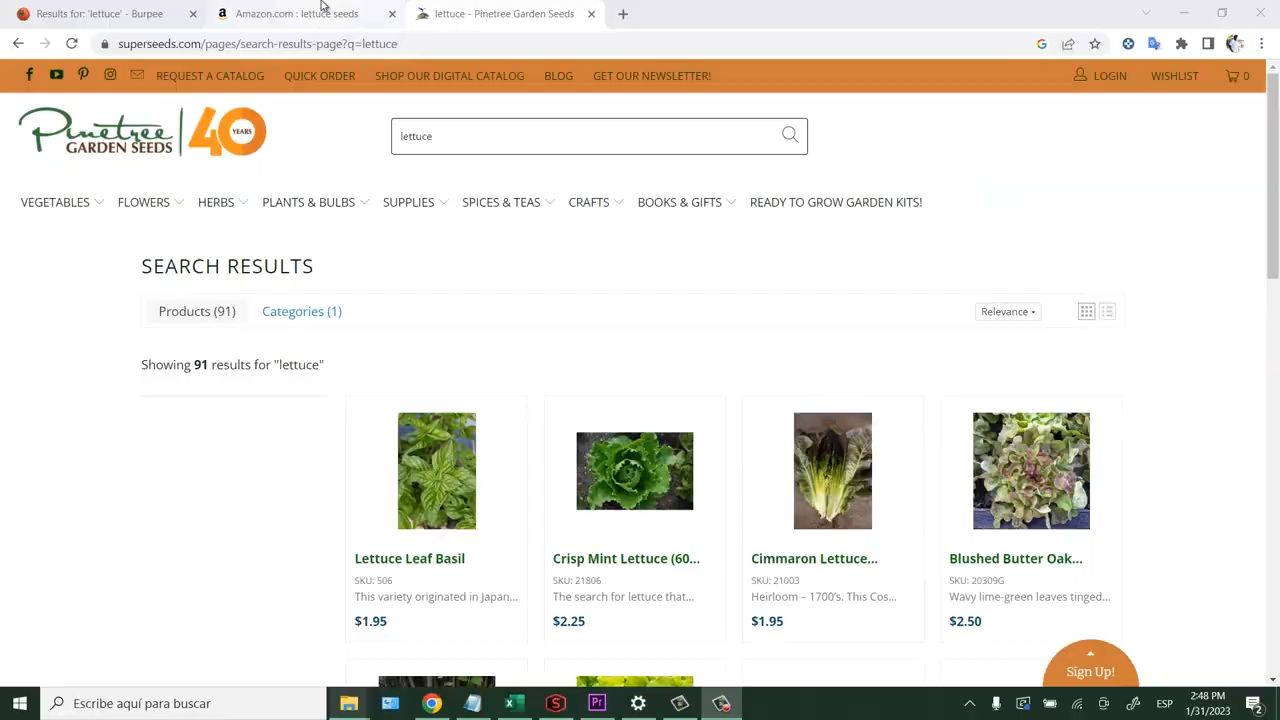 Results for: 'lettuce' - Burpee
Amazon.com : lettuce seeds
lettuce - Pinetree Garden Seeds
superseeds.com/pages/search-results-page?q=lettuce
REQUEST A CATALOG QUICK ORDER SHOP OUR DIGITAL CATALOG BLOG GET OUR NEWSLETTER! LOGIN WISHLIST 0
Pinetree GARDEN SEEDS 40 YEARS
lettuce
VEGETABLES FLOWERS HERBS PLANTS & BULBS SUPPLIES SPICES & TEAS CRAFTS BOOKS & GIFTS READY TO GROW GARDEN KITS!
SEARCH RESULTS
Products (91) Categories (1) Relevance
Showing 91 results for "lettuce"
Lettuce Leaf Basil
SKU: 506
This variety originated in Japan...
$1.95
Crisp Mint Lettuce (60...
SKU: 21806
The search for lettuce that...
$2.25
Cimmaron Lettuce...
SKU: 21003
Heirloom – 1700's. This Cos...
$1.95
Blushed Butter Oak...
SKU: 20309G
Wavy lime-green leaves tinged...
$2.50
Sign Up!
Escribe aquí para buscar
ESP
2:48 PM
1/31/2023
2